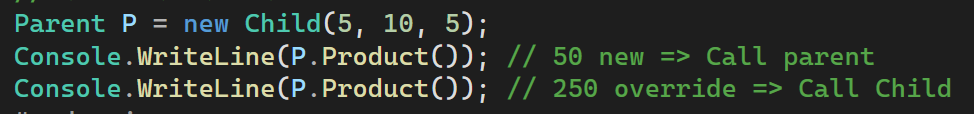 Parent P = new Child(5, 10, 5);
Console.WriteLine(P.Product()); // 50 new => Call parent
Console.WriteLine(P.Product()); // 250 override => Call Child